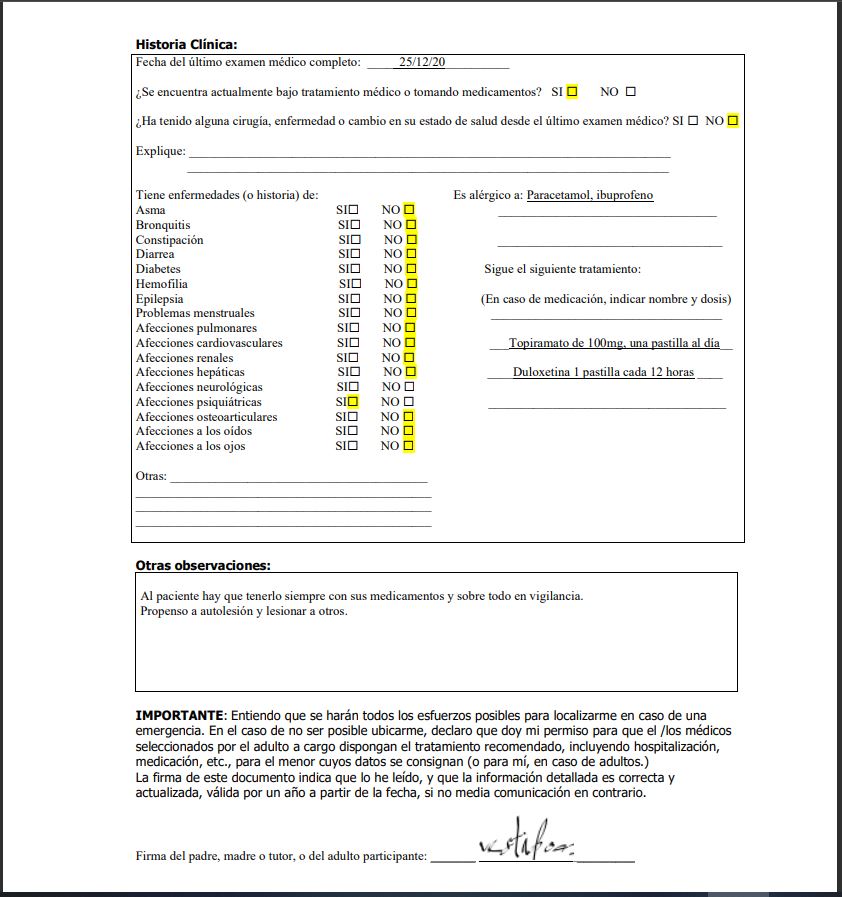 Historia Clínica:
Fecha del último examen médico completo: _____25/12/20__________
¿Se encuentra actualmente bajo tratamiento médico o tomando medicamentos? SI ☐ NO ☐
¿Ha tenido alguna cirugía, enfermedad o cambio en su estado de salud desde el último examen médico? SI ☐ NO ☐
Explique:
Tiene enfermedades (o historia) de: Es alérgico a: Paracetamol, ibuprofeno
Asma SI☐ NO ☐
Bronquitis SI☐ NO ☐
Constipación SI☐ NO ☐
Diarrea SI☐ NO ☐
Diabetes SI☐ NO ☐ Sigue el siguiente tratamiento:
Hemofilia SI☐ NO ☐
Epilepsia SI☐ NO ☐ (En caso de medicación, indicar nombre y dosis)
Problemas menstruales SI☐ NO ☐
Afecciones pulmonares SI☐ NO ☐
Afecciones cardiovasculares SI☐ NO ☐ Topiramato de 100mg, una pastilla al día
Afecciones renales SI☐ NO ☐
Afecciones hepáticas SI☐ NO ☐ Duloxetina 1 pastilla cada 12 horas
Afecciones neurológicas SI☐ NO ☐
Afecciones psiquiátricas SI☐ NO ☐
Afecciones osteoarticulares SI☐ NO ☐
Afecciones a los oídos SI☐ NO ☐
Afecciones a los ojos SI☐ NO ☐
Otras:
Otras observaciones:
Al paciente hay que tenerlo siempre con sus medicamentos y sobre todo en vigilancia.
Propenso a autolesión y lesionar a otros.
IMPORTANTE: Entiendo que se harán todos los esfuerzos posibles para localizarme en caso de una
emergencia. En el caso de no ser posible ubicarme, declaro que doy mi permiso para que el /los médicos
seleccionados por el adulto a cargo dispongan el tratamiento recomendado, incluyendo hospitalización,
medicación, etc., para el menor cuyos datos se consignan (o para mí, en caso de adultos.)
La firma de este documento indica que lo he leído, y que la información detallada es correcta y
actualizada, válida por un año a partir de la fecha, si no media comunicación en contrario.
Firma del padre, madre o tutor, o del adulto participante: